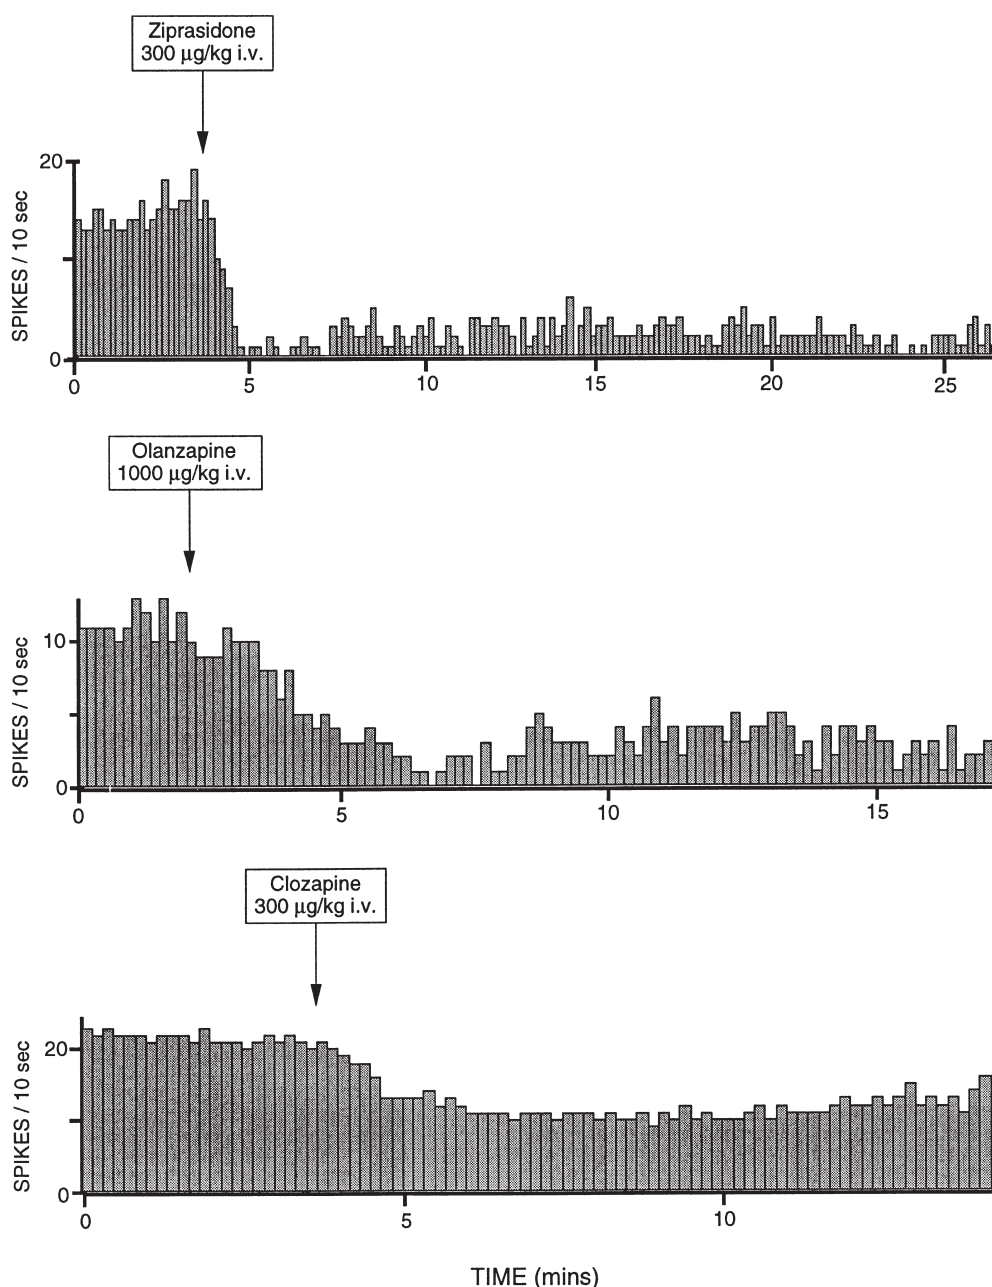 Ziprasidone
300 µg/kg i.v.
20
SPIKES / 10 sec
0
0 5 10 15 20 25
Olanzapine
1000 µg/kg i.v.
10
SPIKES / 10 sec
0
0 5 10 15
Clozapine
300 µg/kg i.v.
20
SPIKES / 10 sec
0
0 5 10
TIME (mins)